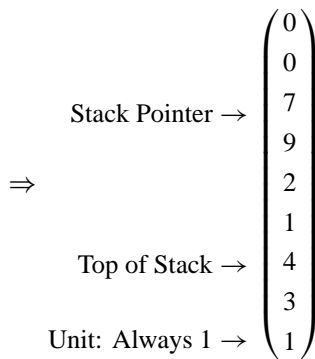 0
0
Stack Pointer → 7
9
⇒ 2
1
Top of Stack → 4
3
Unit: Always 1 → 1